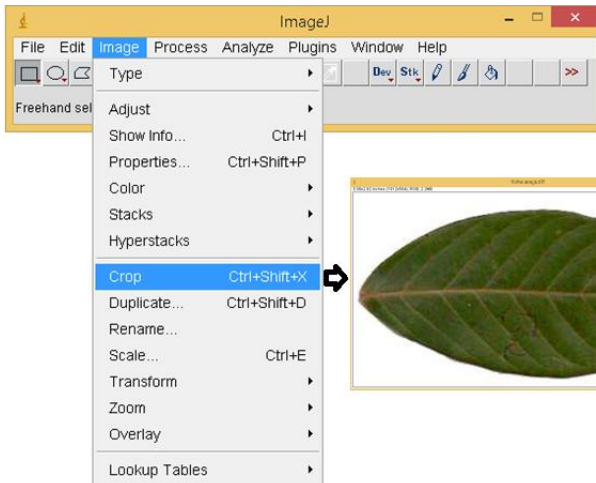 ImageJ
File Edit Image Process Analyze Plugins Window Help
Dev Stk >>
Freehand sel
Type
Adjust
Show Info... Ctrl+I
Properties... Ctrl+Shift+P
Color
Stacks
Hyperstacks
Crop Ctrl+Shift+X
Duplicate... Ctrl+Shift+D
Rename...
Scale... Ctrl+E
Transform
Zoom
Overlay
Lookup Tables